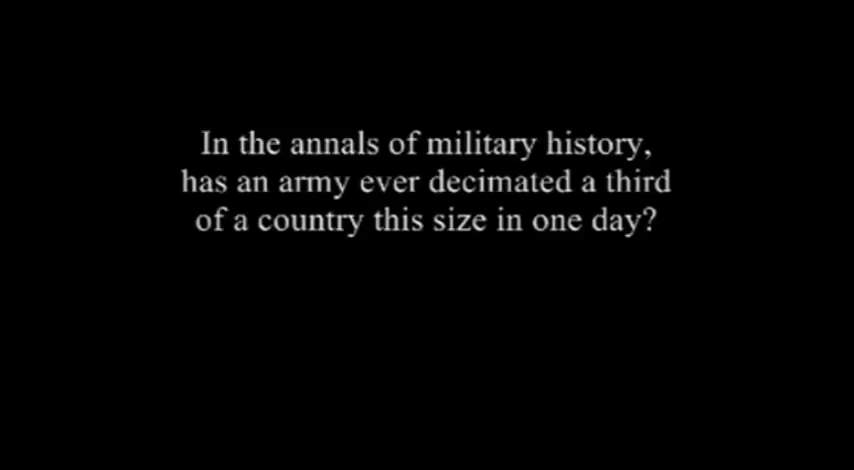 In the annals of military history,
has an army ever decimated a third
of a country this size in one day?